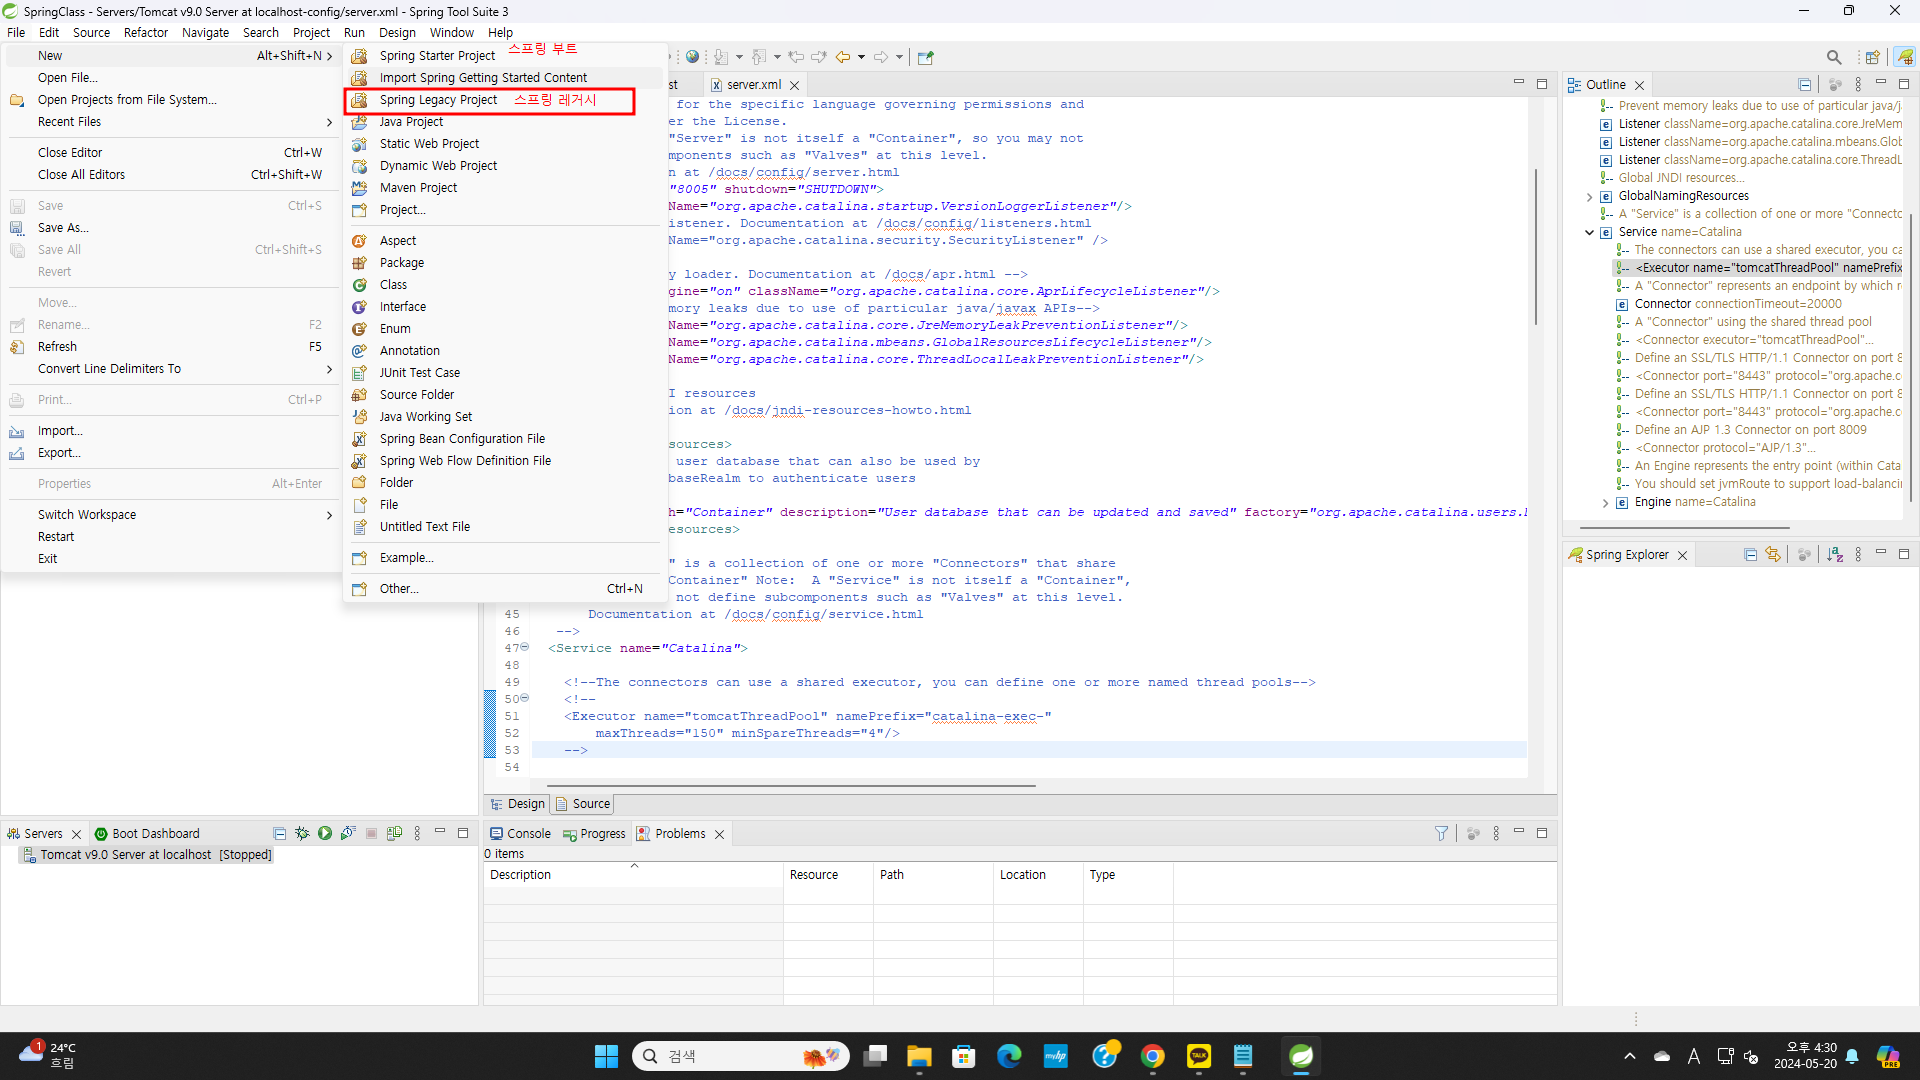 SpringClass - Servers/Tomcat v9.0 Server at localhost-config/server.xml - Spring Tool Suite 3
File Edit Source Refactor Navigate Search Project Run Design Window Help
New Alt+Shift+N
Open File...
Open Projects from File System...
Recent Files
Close Editor Ctrl+W
Close All Editors Ctrl+Shift+W
Save Ctrl+S
Save As...
Save All Ctrl+Shift+S
Revert
Move...
Rename... F2
Refresh F5
Convert Line Delimiters To
Print... Ctrl+P
Import...
Export...
Properties Alt+Enter
Switch Workspace
Restart
Exit
Spring Starter Project 스프링 부트
Import Spring Getting Started Content
Spring Legacy Project 스프링 레거시
Java Project
Static Web Project
Dynamic Web Project
Maven Project
Project...
Aspect
Package
Class
Interface
Enum
Annotation
JUnit Test Case
Source Folder
Java Working Set
Spring Bean Configuration File
Spring Web Flow Definition File
Folder
File
Untitled Text File
Example...
Other... Ctrl+N
st server.xml
for the specific language governing permissions and
er the License.
"Server" is not itself a "Container", so you may not
mponents such as "Valves" at this level.
n at /docs/config/server.html
"8005" shutdown="SHUTDOWN">
Name="org.apache.catalina.startup.VersionLoggerListener"/>
istener. Documentation at /docs/config/listeners.html
Name="org.apache.catalina.security.SecurityListener" />
y loader. Documentation at /docs/apr.html -->
gine="on" className="org.apache.catalina.core.AprLifecycleListener"/>
mory leaks due to use of particular java/javax APIs-->
Name="org.apache.catalina.core.JreMemoryLeakPreventionListener"/>
Name="org.apache.catalina.mbeans.GlobalResourcesLifecycleListener"/>
Name="org.apache.catalina.core.ThreadLocalLeakPreventionListener"/>
I resources
ion at /docs/jndi-resources-howto.html
sources>
user database that can also be used by
baseRealm to authenticate users
h="Container" description="User database that can be updated and saved" factory="org.apache.catalina.users.
esources>
" is a collection of one or more "Connectors" that share
Container" Note: A "Service" is not itself a "Container",
not define subcomponents such as "Valves" at this level.
45 Documentation at /docs/config/service.html
46 -->
47 <Service name="Catalina">
48
49 <!--The connectors can use a shared executor, you can define one or more named thread pools-->
50 <!--
51 <Executor name="tomcatThreadPool" namePrefix="catalina-exec-"
52 maxThreads="150" minSpareThreads="4"/>
53 -->
54
Design Source
Outline
Prevent memory leaks due to use of particular java/j
Listener className=org.apache.catalina.core.JreMem
Listener className=org.apache.catalina.mbeans.Glob
Listener className=org.apache.catalina.core.ThreadL
Global JNDI resources...
GlobalNamingResources
A "Service" is a collection of one or more "Connecto
Service name=Catalina
The connectors can use a shared executor, you ca
<Executor name="tomcatThreadPool" namePrefix
A "Connector" represents an endpoint by which r
Connector connectionTimeout=20000
A "Connector" using the shared thread pool
<Connector executor="tomcatThreadPool"...
Define an SSL/TLS HTTP/1.1 Connector on port 8
<Connector port="8443" protocol="org.apache.co
Define an SSL/TLS HTTP/1.1 Connector on port 8
<Connector port="8443" protocol="org.apache.co
Define an AJP 1.3 Connector on port 8009
<Connector protocol="AJP/1.3"...
An Engine represents the entry point (within Cata
You should set jvmRoute to support load-balancin
Engine name=Catalina
Spring Explorer
Servers Boot Dashboard
Tomcat v9.0 Server at localhost [Stopped]
Console Progress Problems
0 items
Description Resource Path Location Type
1
24°C
흐림
검색
myhp
TALK
A
오후 4:30
2024-05-20
PRE